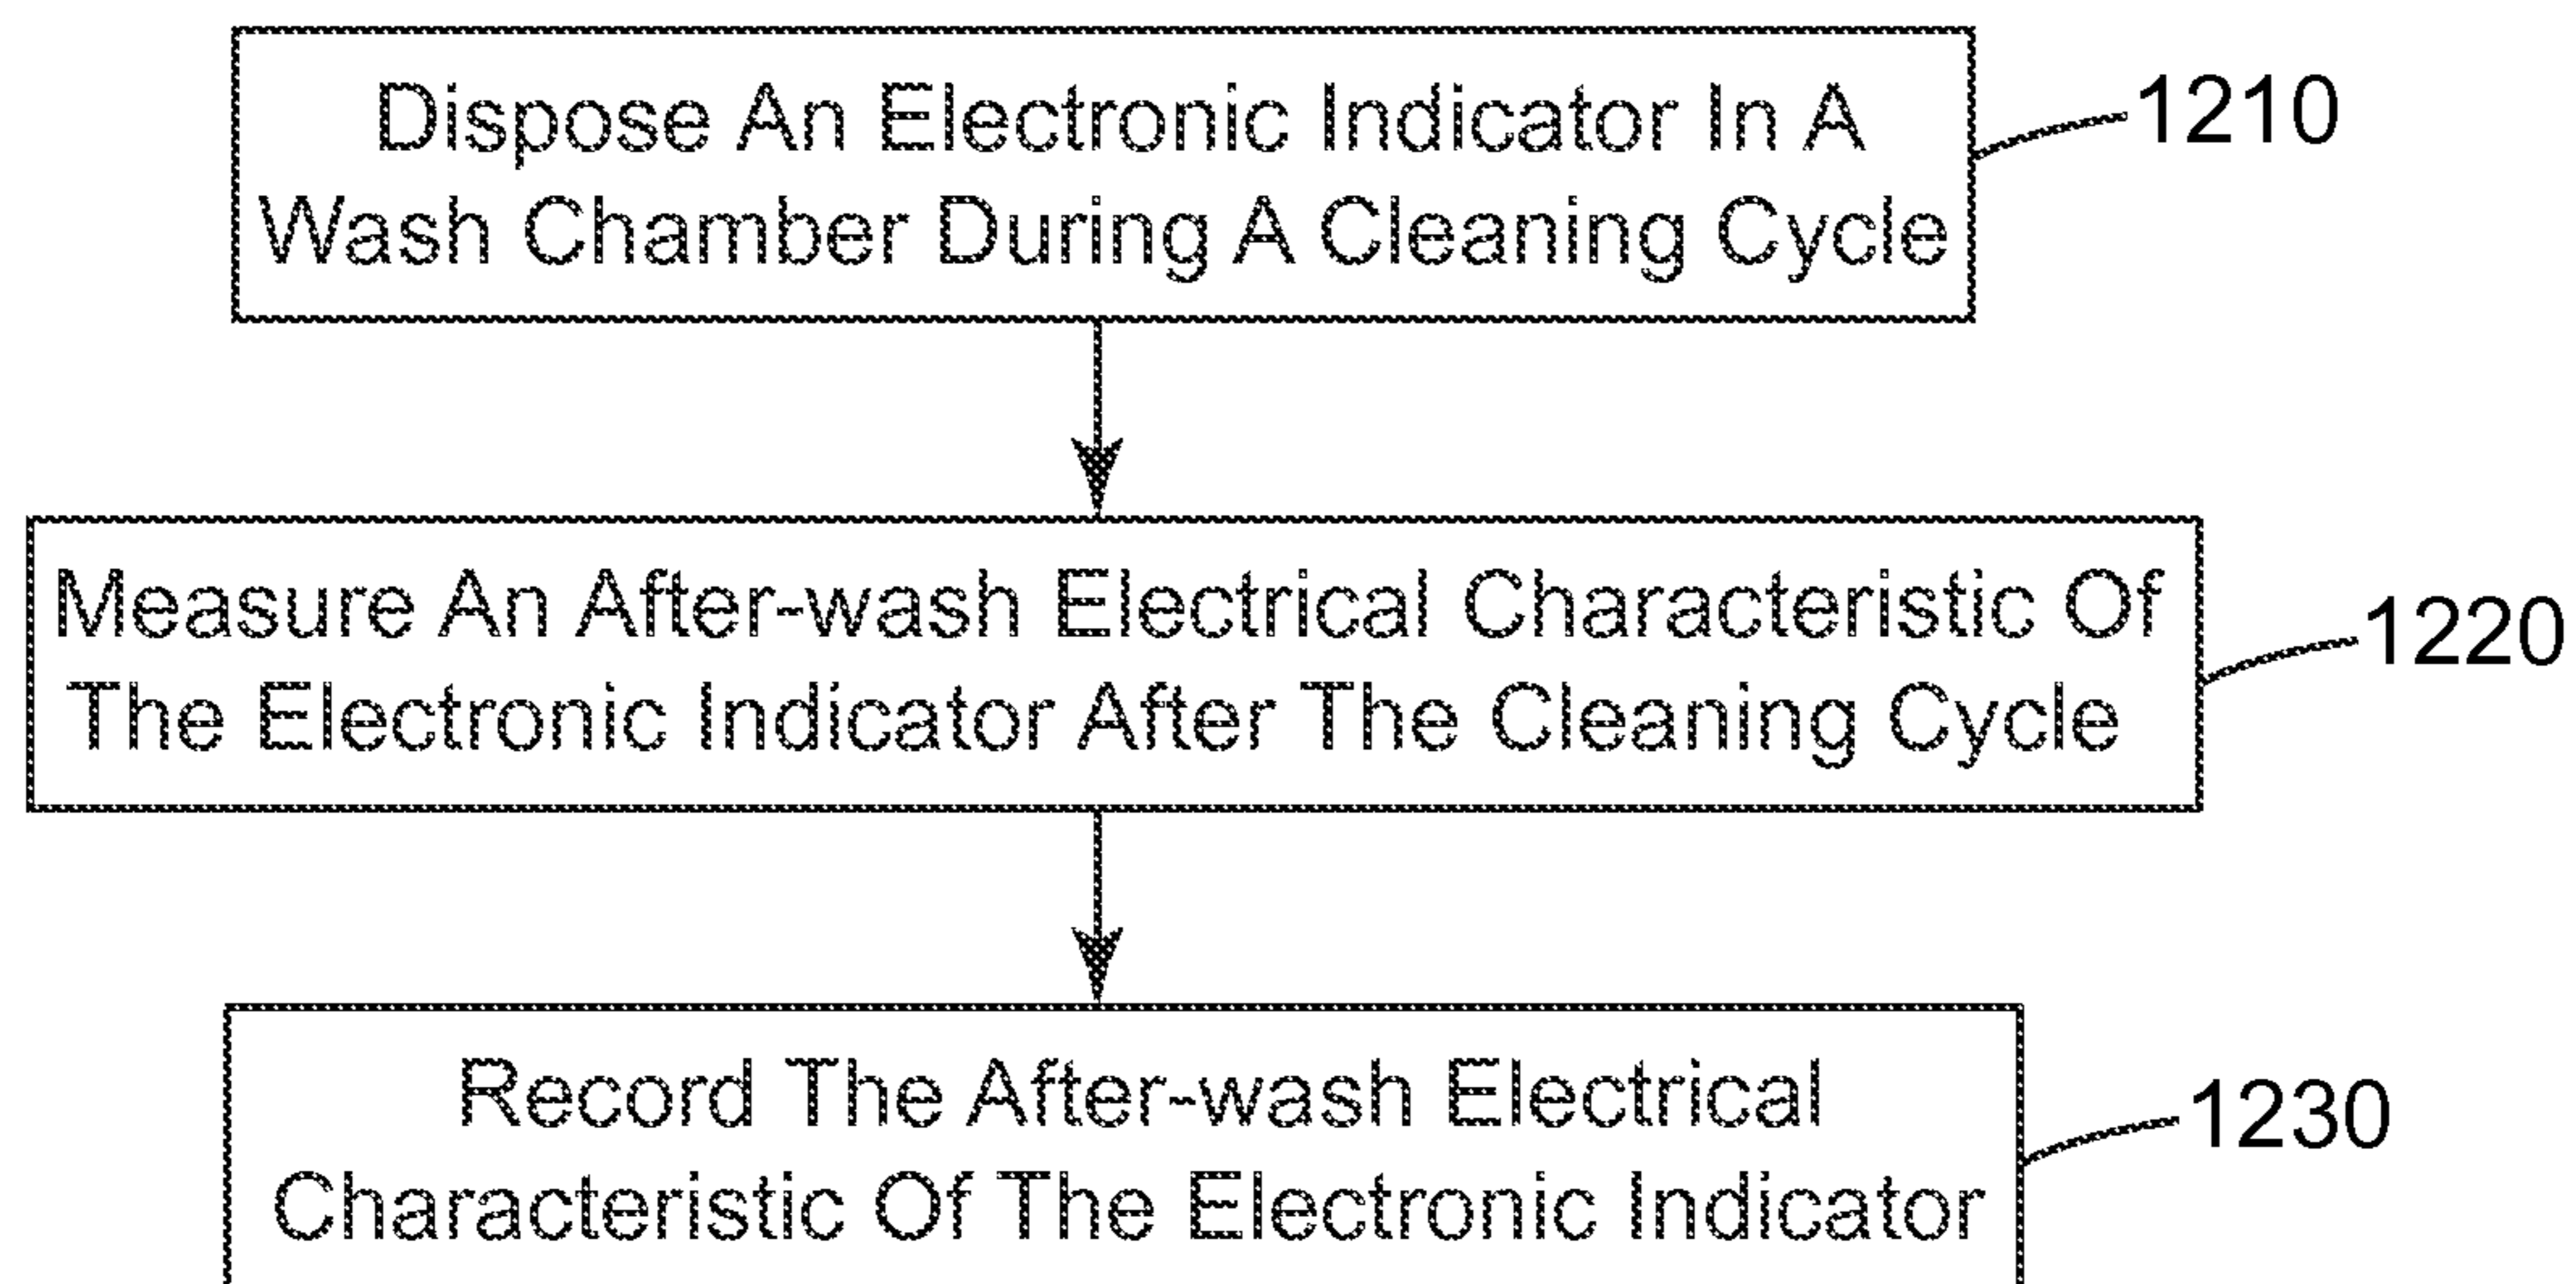 Dispose An Electronic Indicator In A
Wash Chamber During A Cleaning Cycle
1210
Measure An After-wash Electrical Characteristic Of
The Electronic Indicator After The Cleaning Cycle
1220
Record The After-wash Electrical
Characteristic Of The Electronic Indicator
1230